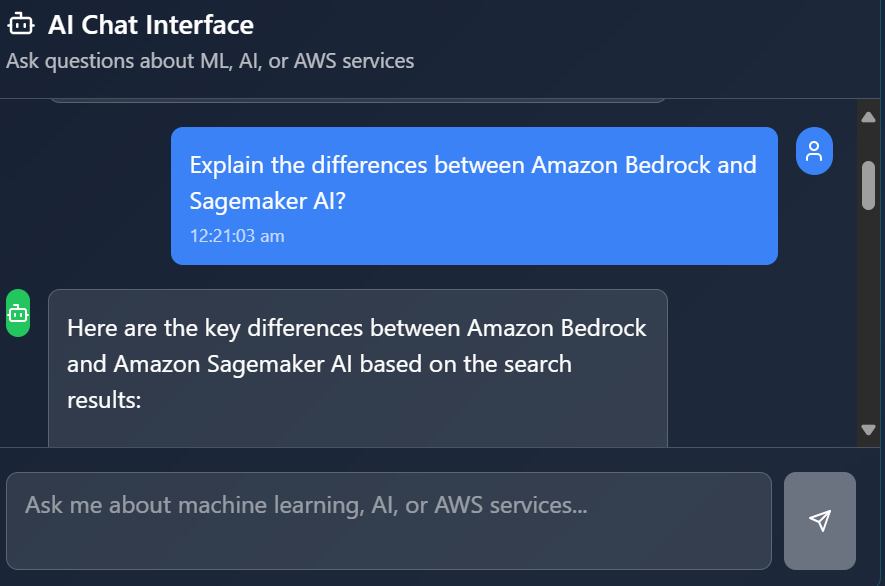 AI Chat Interface
Ask questions about ML, AI, or AWS services
Explain the differences between Amazon Bedrock and
Sagemaker AI?
12:21:03 am
Here are the key differences between Amazon Bedrock
and Amazon Sagemaker AI based on the search
results:
Ask me about machine learning, AI, or AWS services...